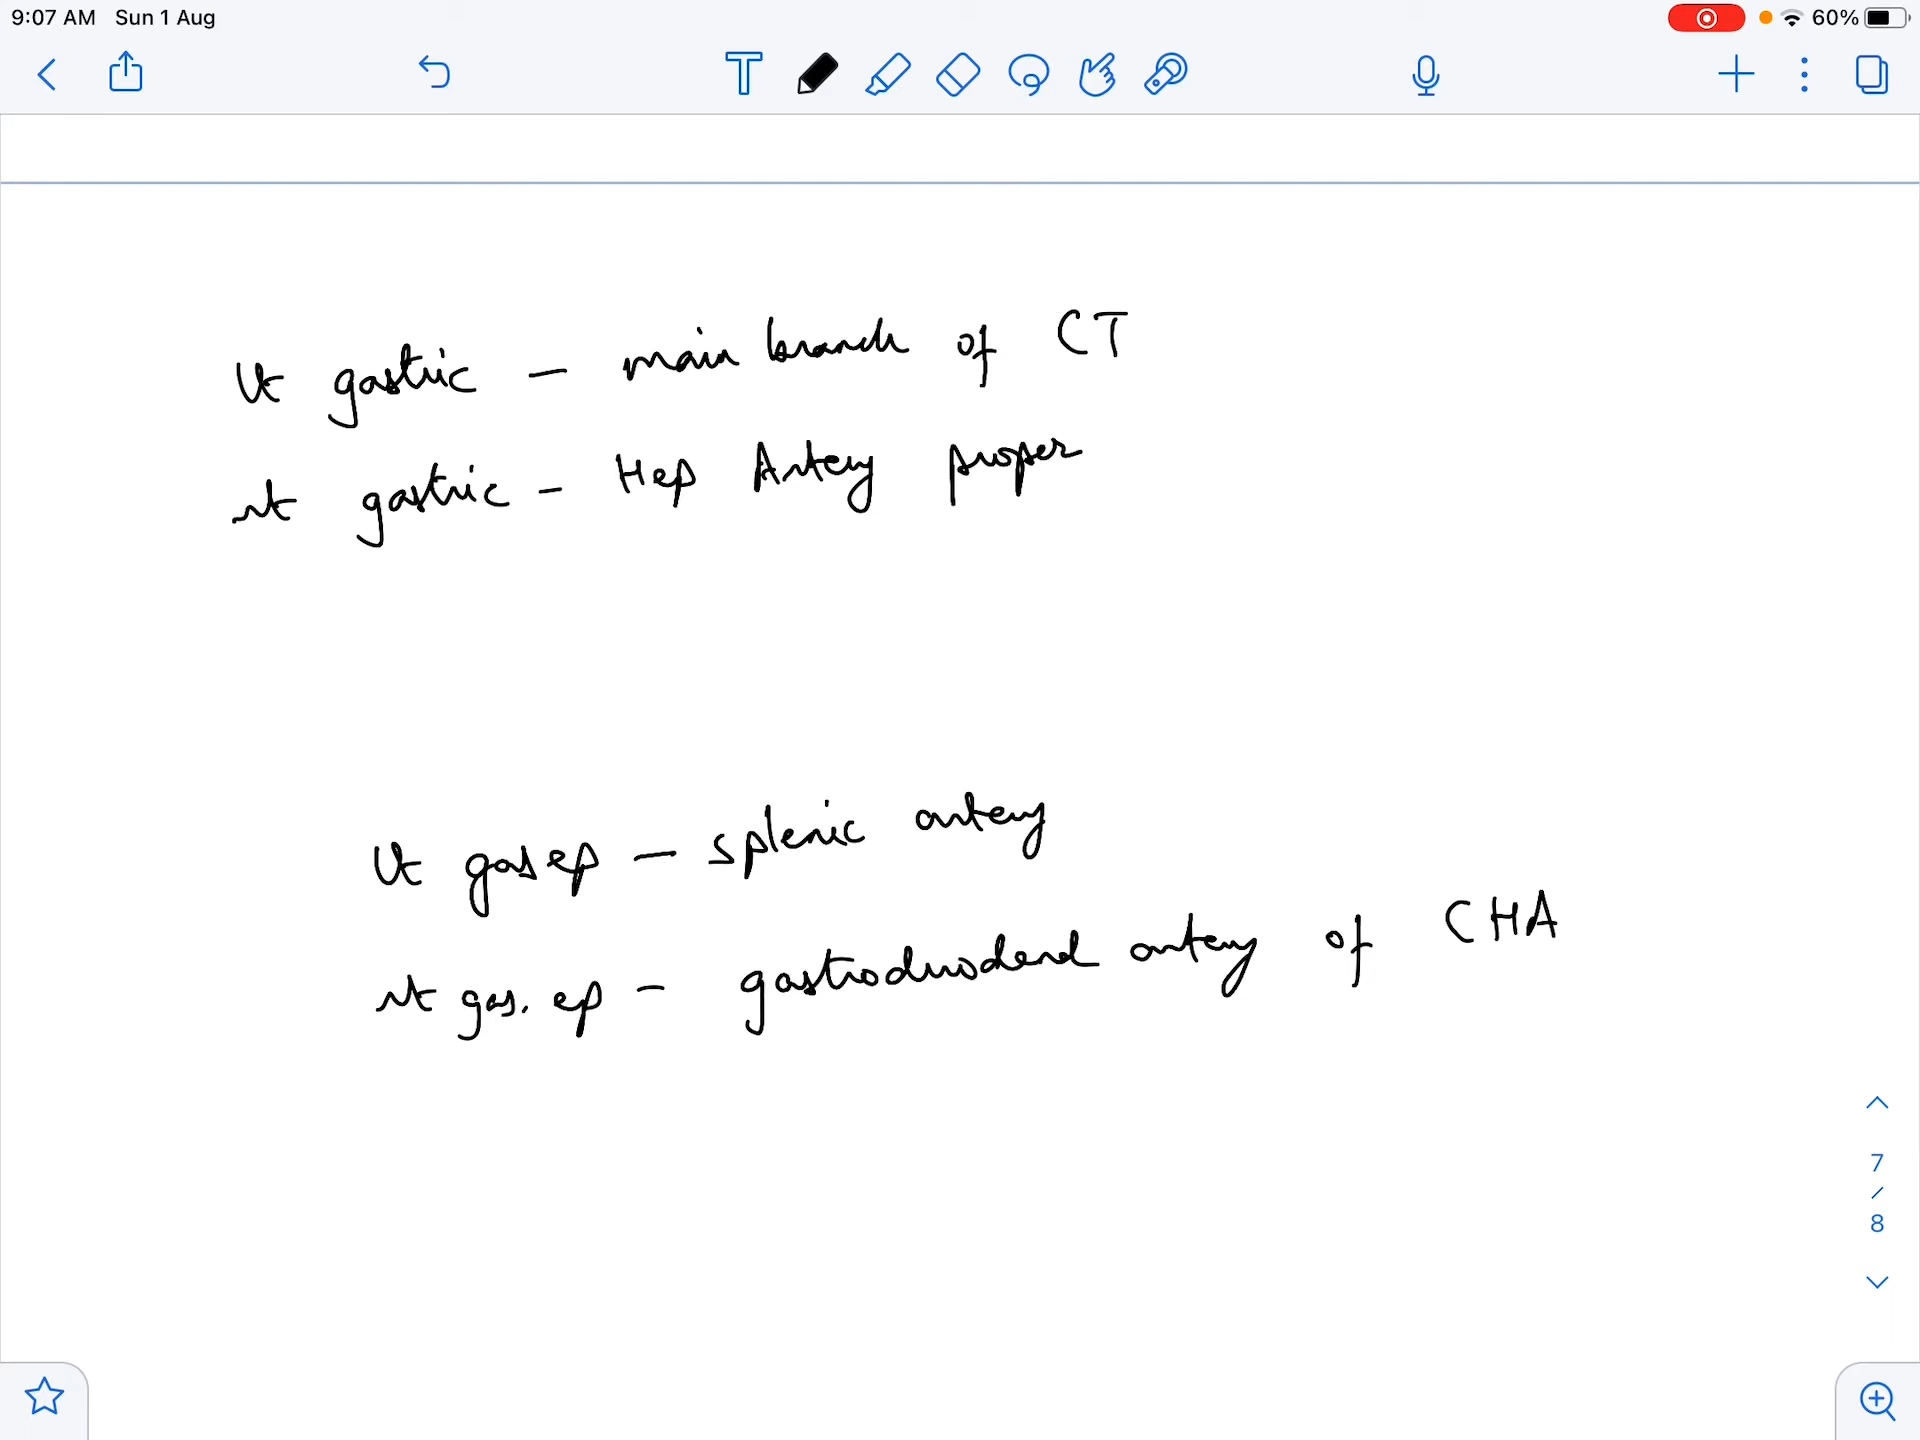 9:07 AM Sun 1 Aug 60%
T
lt gastric - main branch of CT
rt gastric - Hep Artery proper
lt gas ep - splenic artery
rt gas. ep - gastroduodenal artery of CHA
7
/
8